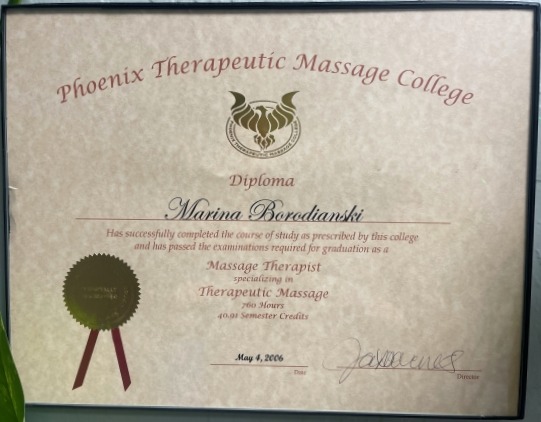 Phoenix Therapeutic Massage College
Diploma
Marina Borodianski
Has successfully completed the course of study as prescribed by this college
and has passed the examinations required for graduation as a
Massage Therapist
specializing in
Therapeutic Massage
760 Hours
40.91 Semester Credits
May 4, 2006
Date
Director